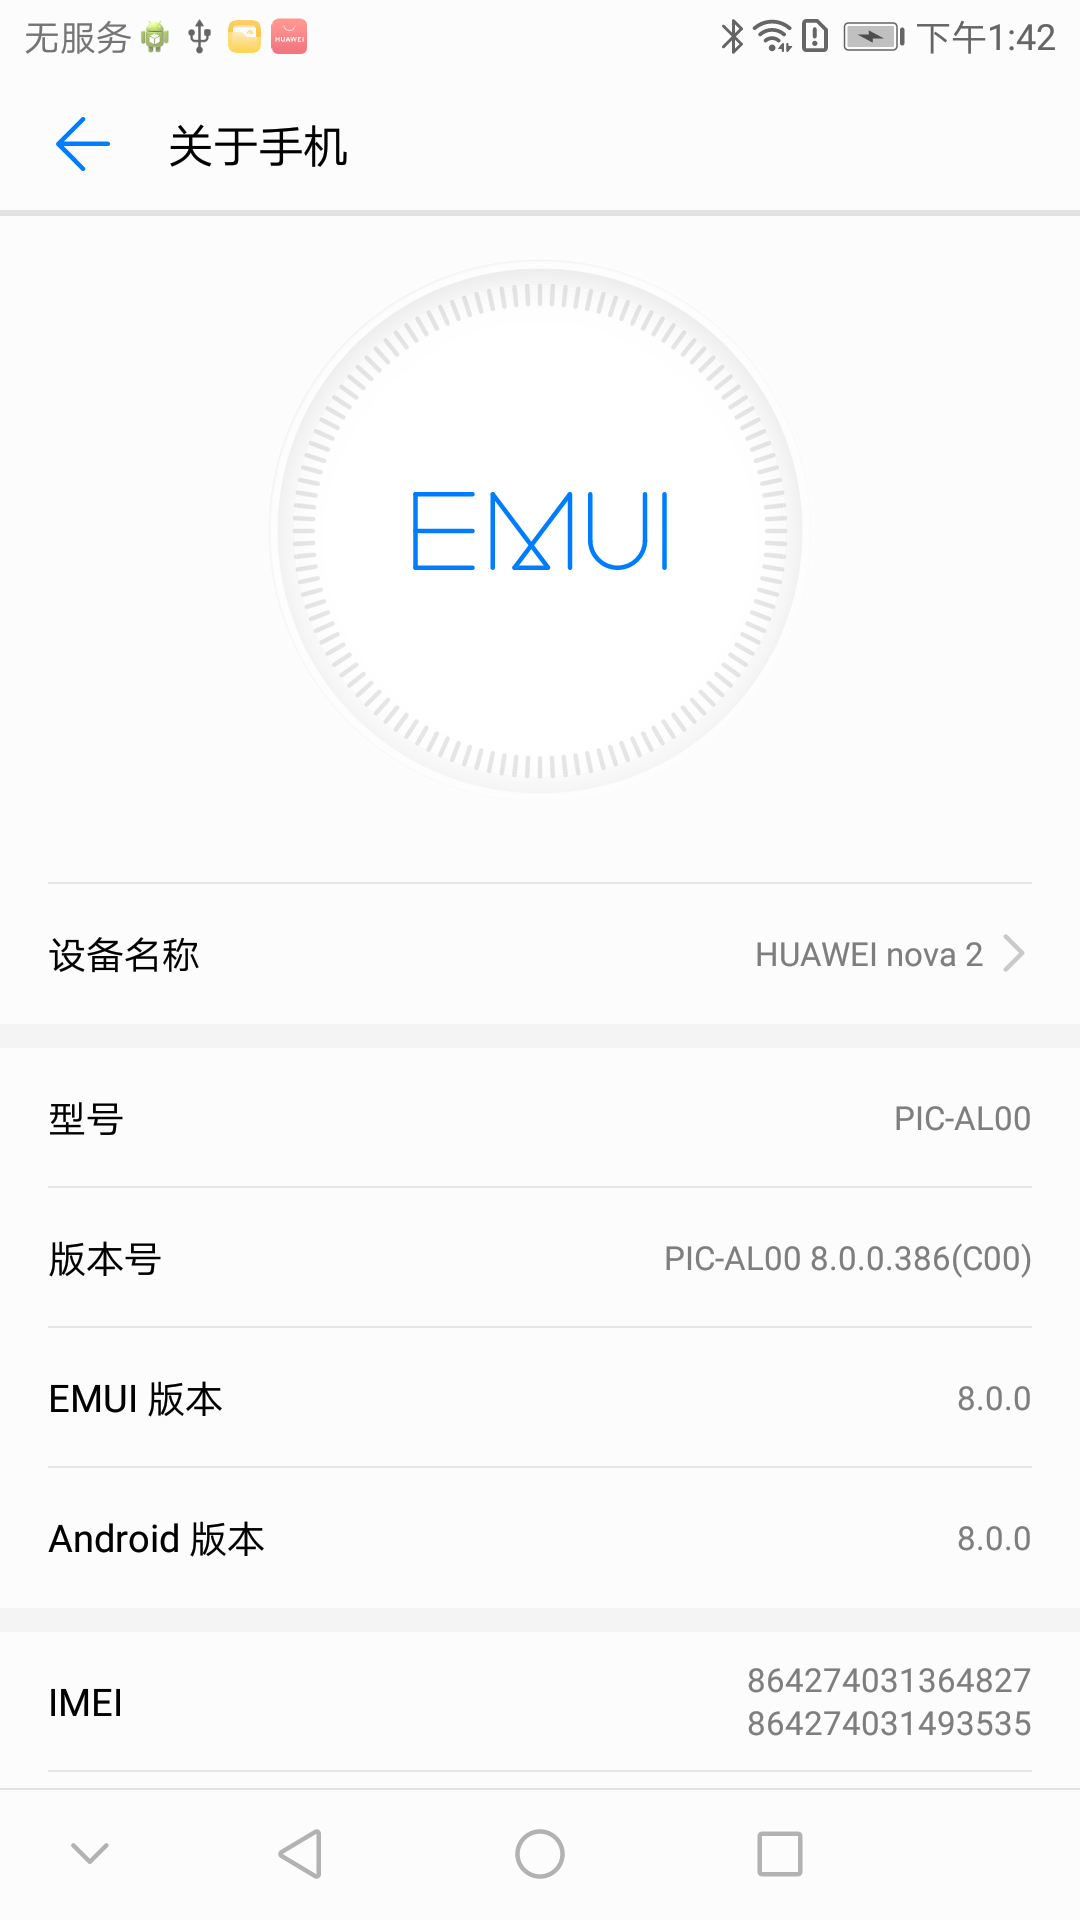 无服务 HUAWEI 下午1:42
关于手机
EMUI
设备名称 HUAWEI nova 2
型号 PIC-AL00
版本号 PIC-AL00 8.0.0.386(C00)
EMUI 版本 8.0.0
Android 版本 8.0.0
IMEI 864274031364827
864274031493535